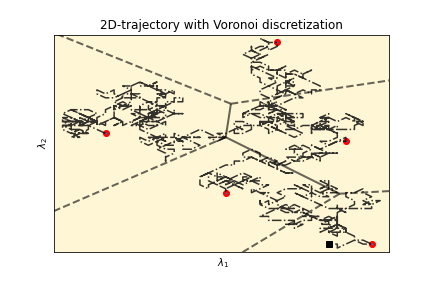 2D-trajectory with Voronoi discretization
λ₂
λ₁